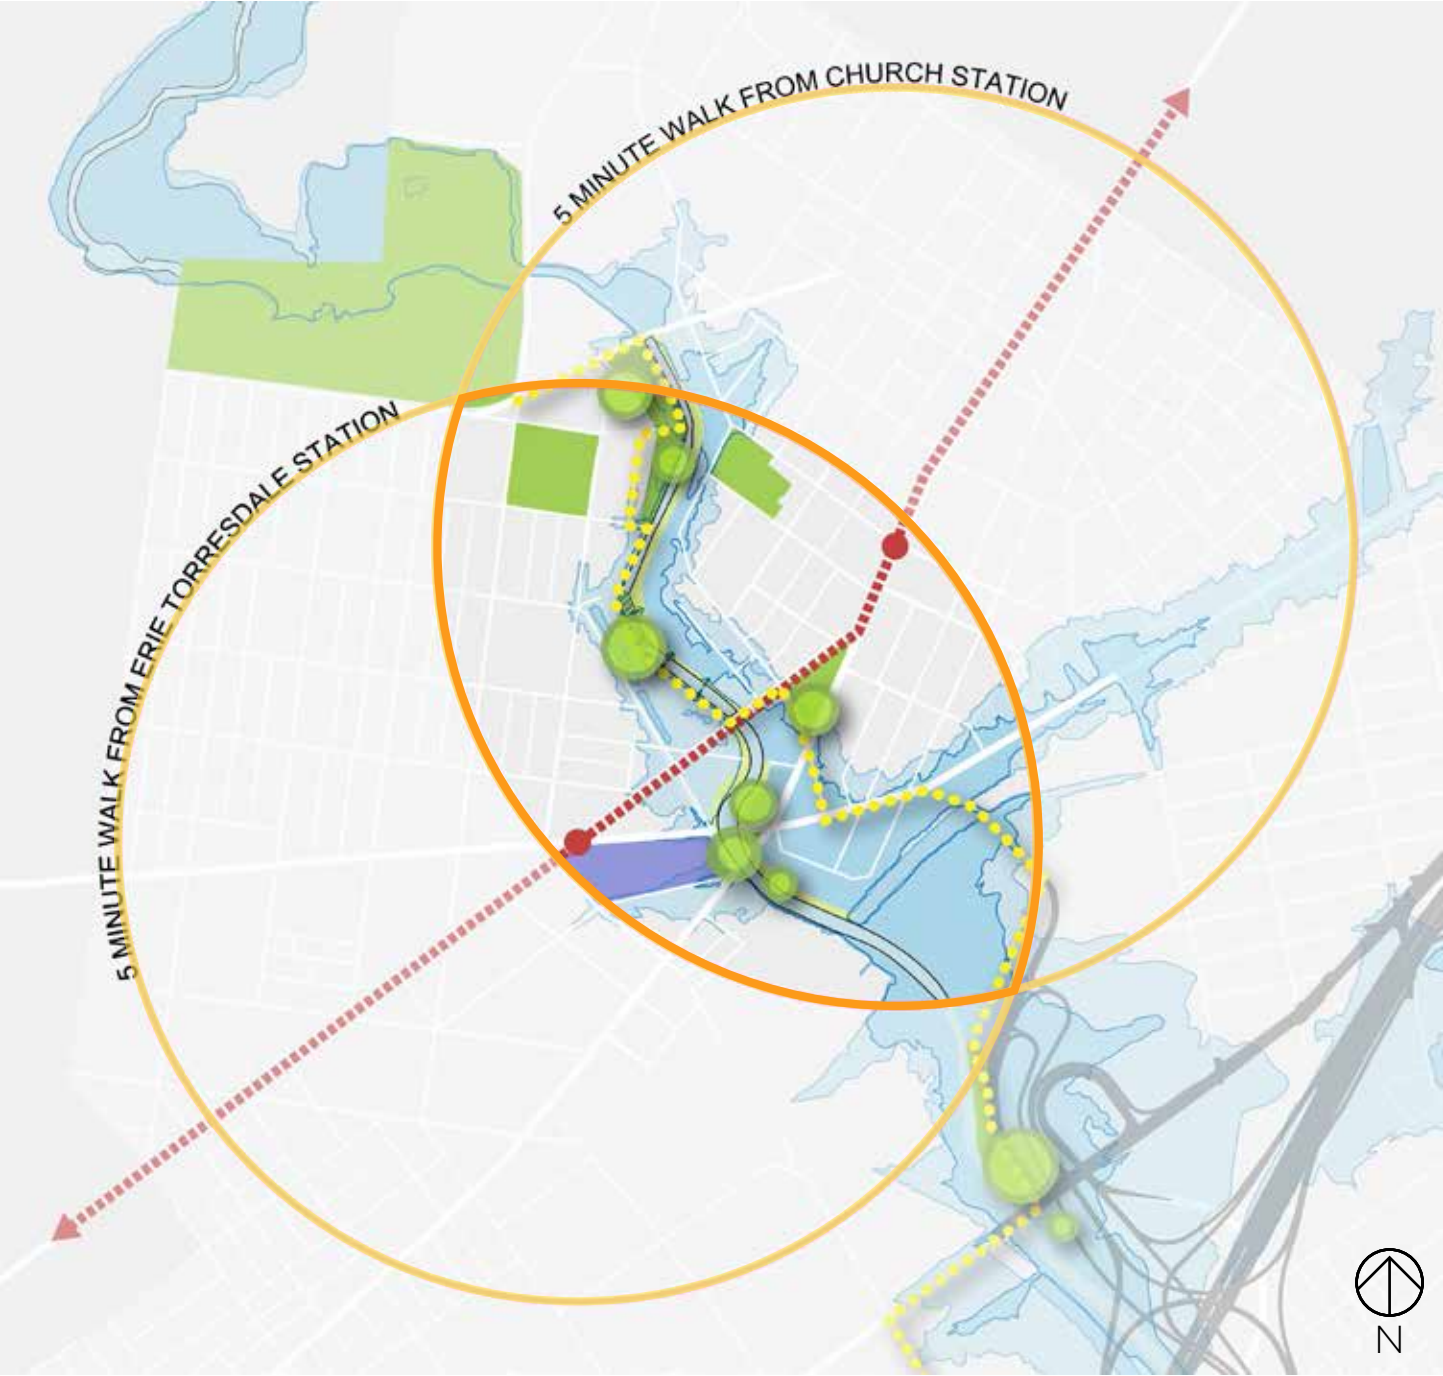 5 MINUTE WALK FROM CHURCH STATION
5 MINUTE WALK FROM ERIE TORRESDALE STATION
N